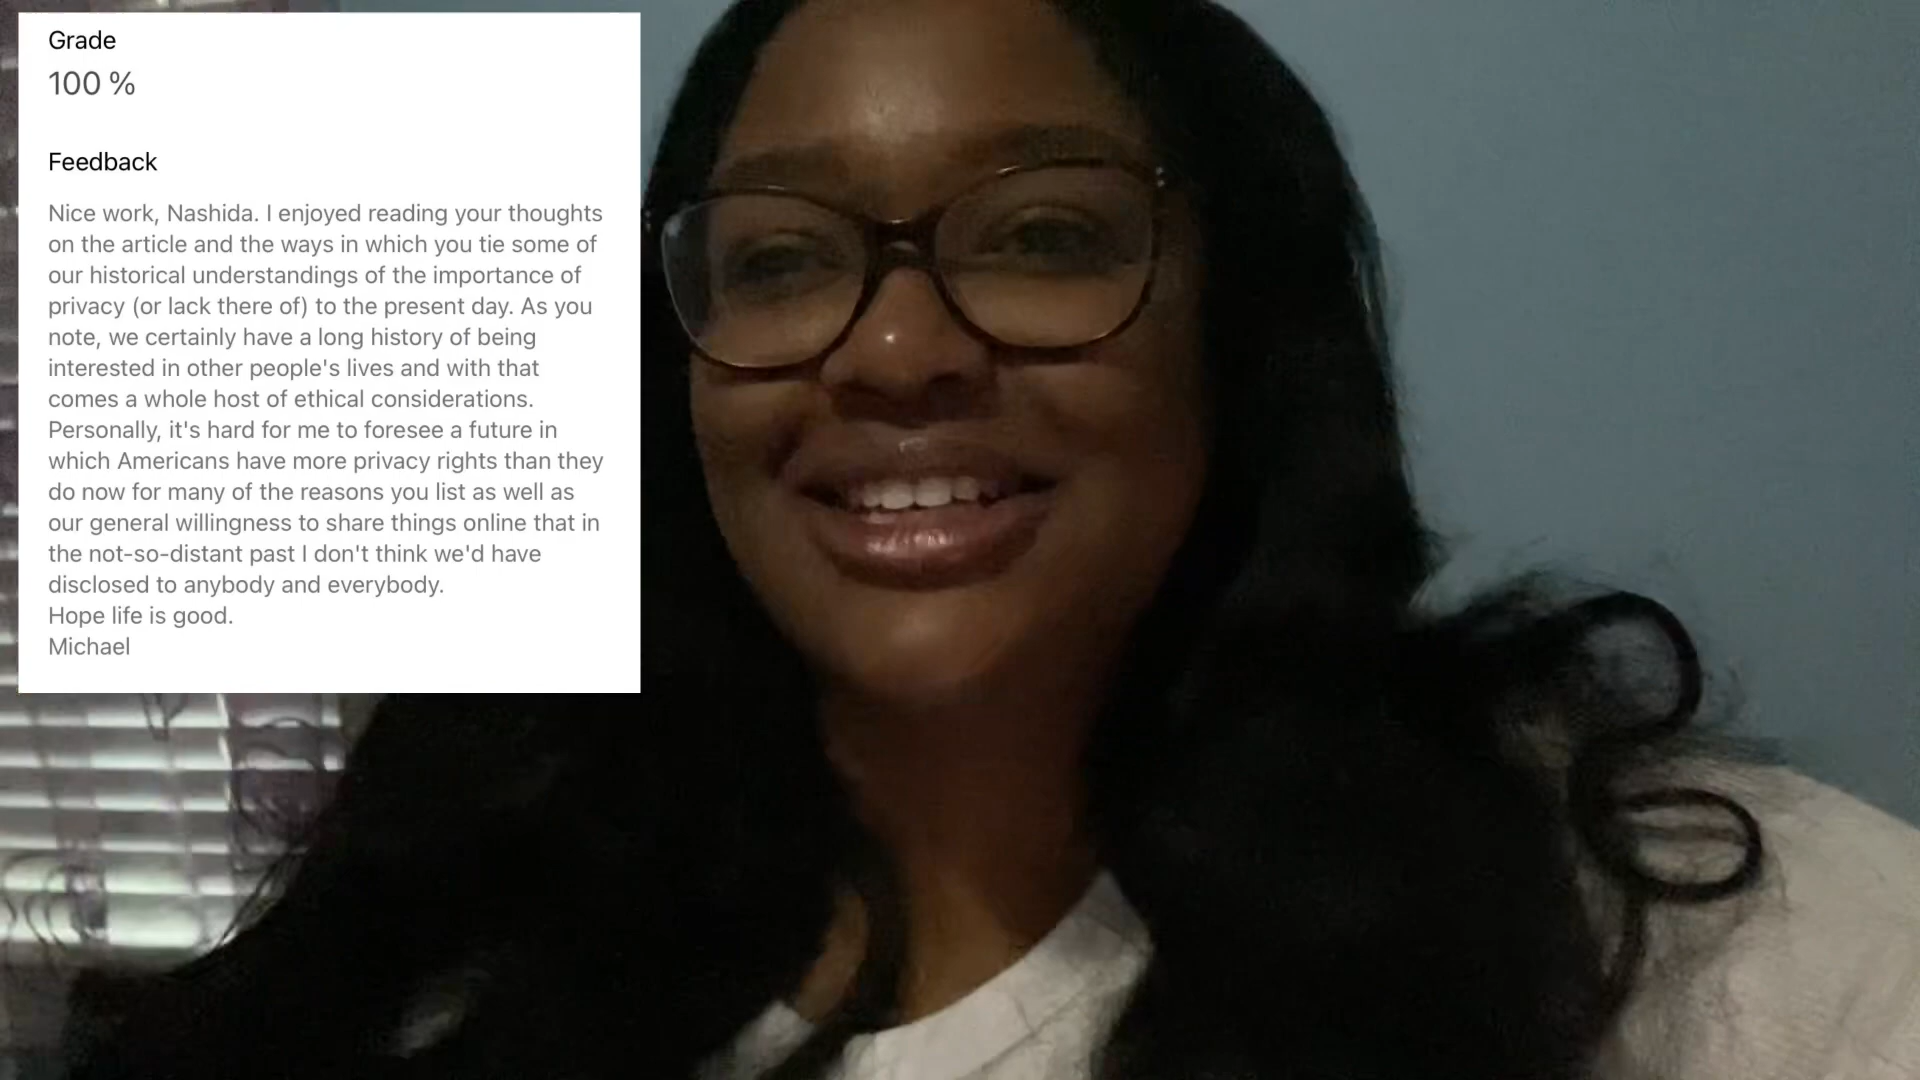 Grade
100 %
Feedback
Nice work, Nashida. I enjoyed reading your thoughts
on the article and the ways in which you tie some of
our historical understandings of the importance of
privacy (or lack there of) to the present day. As you
note, we certainly have a long history of being
interested in other people's lives and with that
comes a whole host of ethical considerations.
Personally, it's hard for me to foresee a future in
which Americans have more privacy rights than they
do now for many of the reasons you list as well as
our general willingness to share things online that in
the not-so-distant past I don't think we'd have
disclosed to anybody and everybody.
Hope life is good.
Michael